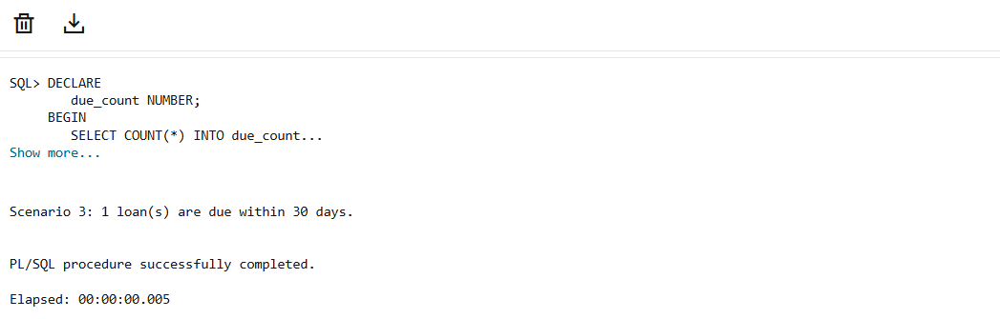 SQL> DECLARE
due_count NUMBER;
BEGIN
SELECT COUNT(*) INTO due_count...
Show more...
Scenario 3: 1 loan(s) are due within 30 days.
PL/SQL procedure successfully completed.
Elapsed: 00:00:00.005